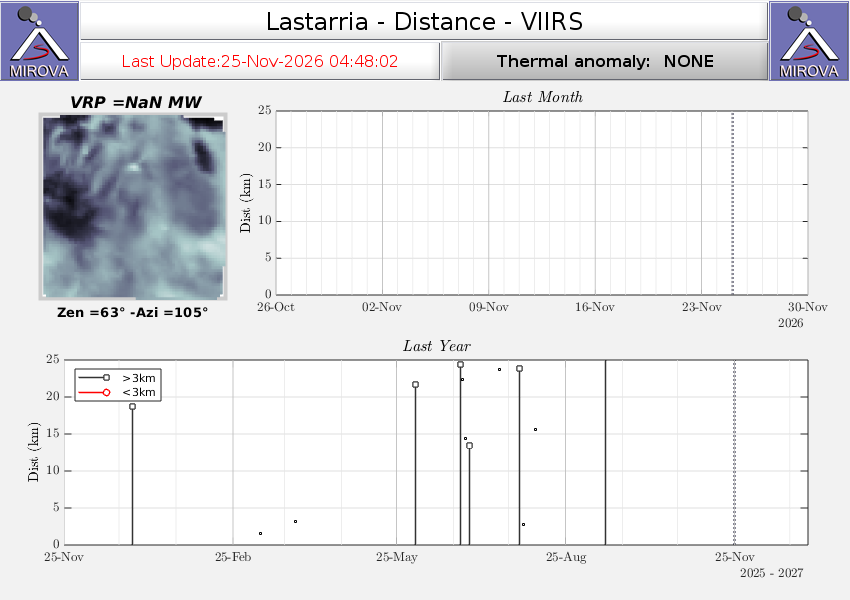 Lastarria - Distance - VIIRS
MIROVA
Last Update:25-Nov-2026 04:48:02
Thermal anomaly: NONE
MIROVA
VRP =NaN MW
Zen =63° -Azi =105°
Last Month
Dist (km)
25
20
15
10
5
0
26-Oct 02-Nov 09-Nov 16-Nov 23-Nov 30-Nov
2026
Last Year
Dist (km)
25
20
15
10
5
0
>3km
<3km
25-Nov 25-Feb 25-May 25-Aug 25-Nov
2025 - 2027